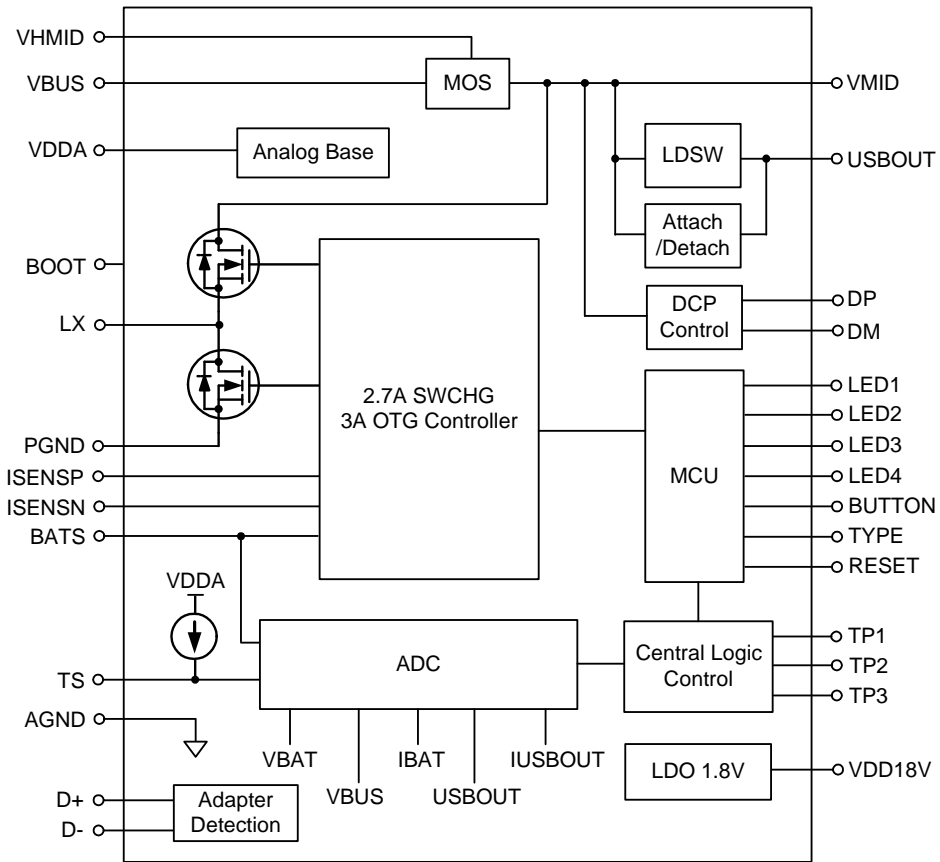 VHMID
VBUS
MOS
VMID
VDDA
Analog Base
LDSW
USBOUT
Attach
/Detach
BOOT
LX
DCP
Control
DP
DM
2.7A SWCHG
3A OTG Controller
PGND
ISENSP
ISENSN
BATS
MCU
LED1
LED2
LED3
LED4
BUTTON
TYPE
RESET
VDDA
TS
ADC
Central Logic
Control
TP1
TP2
TP3
AGND
VBAT
VBUS
IBAT
USBOUT
IUSBOUT
LDO 1.8V
VDD18V
D+
D-
Adapter
Detection